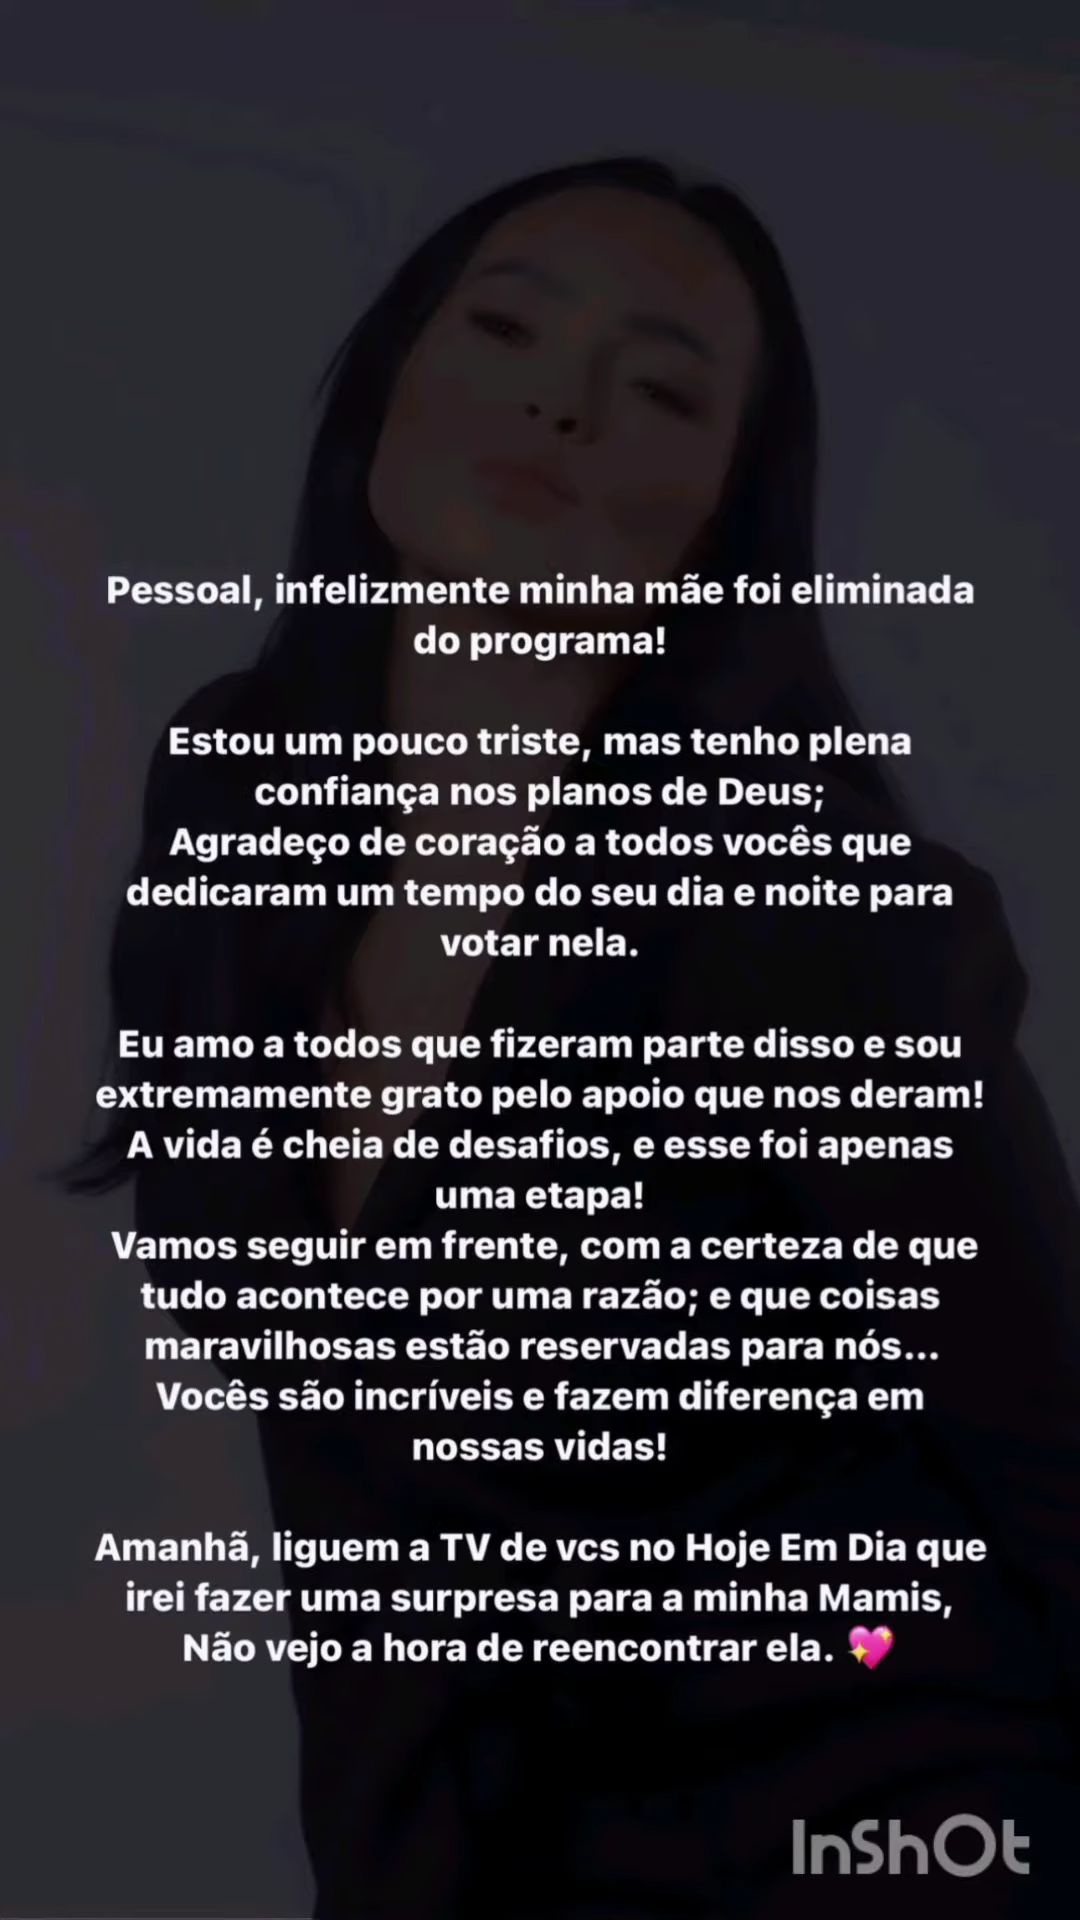 Pessoal, infelizmente minha mãe foi eliminada
do programa!
Estou um pouco triste, mas tenho plena
confiança nos planos de Deus;
Agradeço de coração a todos vocês que
dedicaram um tempo do seu dia e noite para
votar nela.
Eu amo a todos que fizeram parte disso e sou
extremamente grato pelo apoio que nos deram!
A vida é cheia de desafios, e esse foi apenas
uma etapa!
Vamos seguir em frente, com a certeza de que
tudo acontece por uma razão; e que coisas
maravilhosas estão reservadas para nós...
Vocês são incríveis e fazem diferença em
nossas vidas!
Amanhã, liguem a TV de vcs no Hoje Em Dia que
irei fazer uma surpresa para a minha Mamis,
Não vejo a hora de reencontrar ela. 💖
InShOt